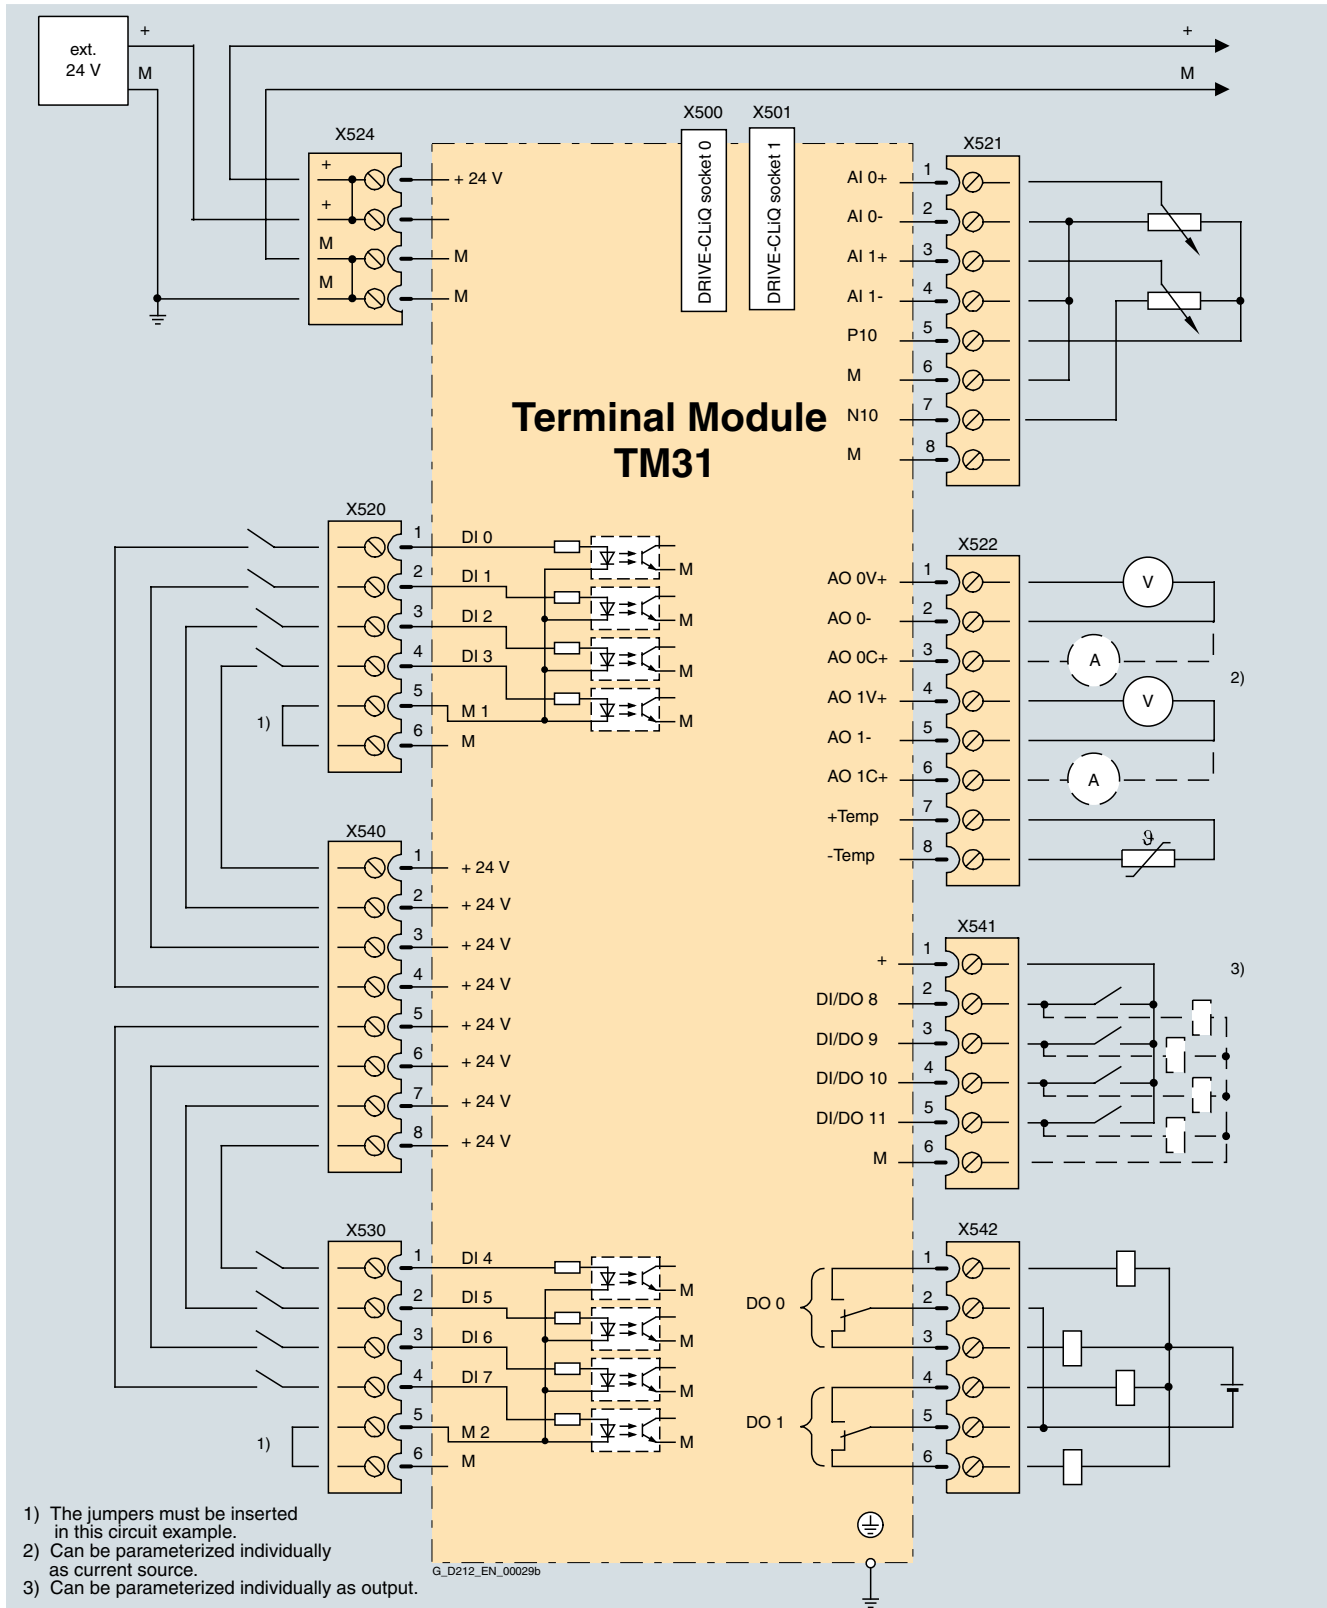 ext.
24 V
+
M
+
M
X524
+
+
M
M
+ 24 V
M
M
X500
DRIVE-CLiQ socket 0
X501
DRIVE-CLiQ socket 1
X521
AI 0+ 1
AI 0- 2
AI 1+ 3
AI 1- 4
P10 5
M 6
N10 7
M 8
Terminal Module
TM31
X520
1 DI 0
2 DI 1
3 DI 2
4 DI 3
5 M 1
6 M
1)
M
M
M
M
X522
AO 0V+ 1
AO 0- 2
AO 0C+ 3
AO 1V+ 4
AO 1- 5
AO 1C+ 6
+Temp 7
-Temp 8
V
A
V
A
2)
ϑ
X540
1 + 24 V
2 + 24 V
3 + 24 V
4 + 24 V
5 + 24 V
6 + 24 V
7 + 24 V
8 + 24 V
X541
+ 1
DI/DO 8 2
DI/DO 9 3
DI/DO 10 4
DI/DO 11 5
M 6
3)
X530
1 DI 4
2 DI 5
3 DI 6
4 DI 7
5 M 2
6 M
1)
M
M
M
M
X542
DO 0
1
2
3
DO 1
4
5
6
1) The jumpers must be inserted
in this circuit example.
2) Can be parameterized individually
as current source.
3) Can be parameterized individually as output.
G_D212_EN_00029b